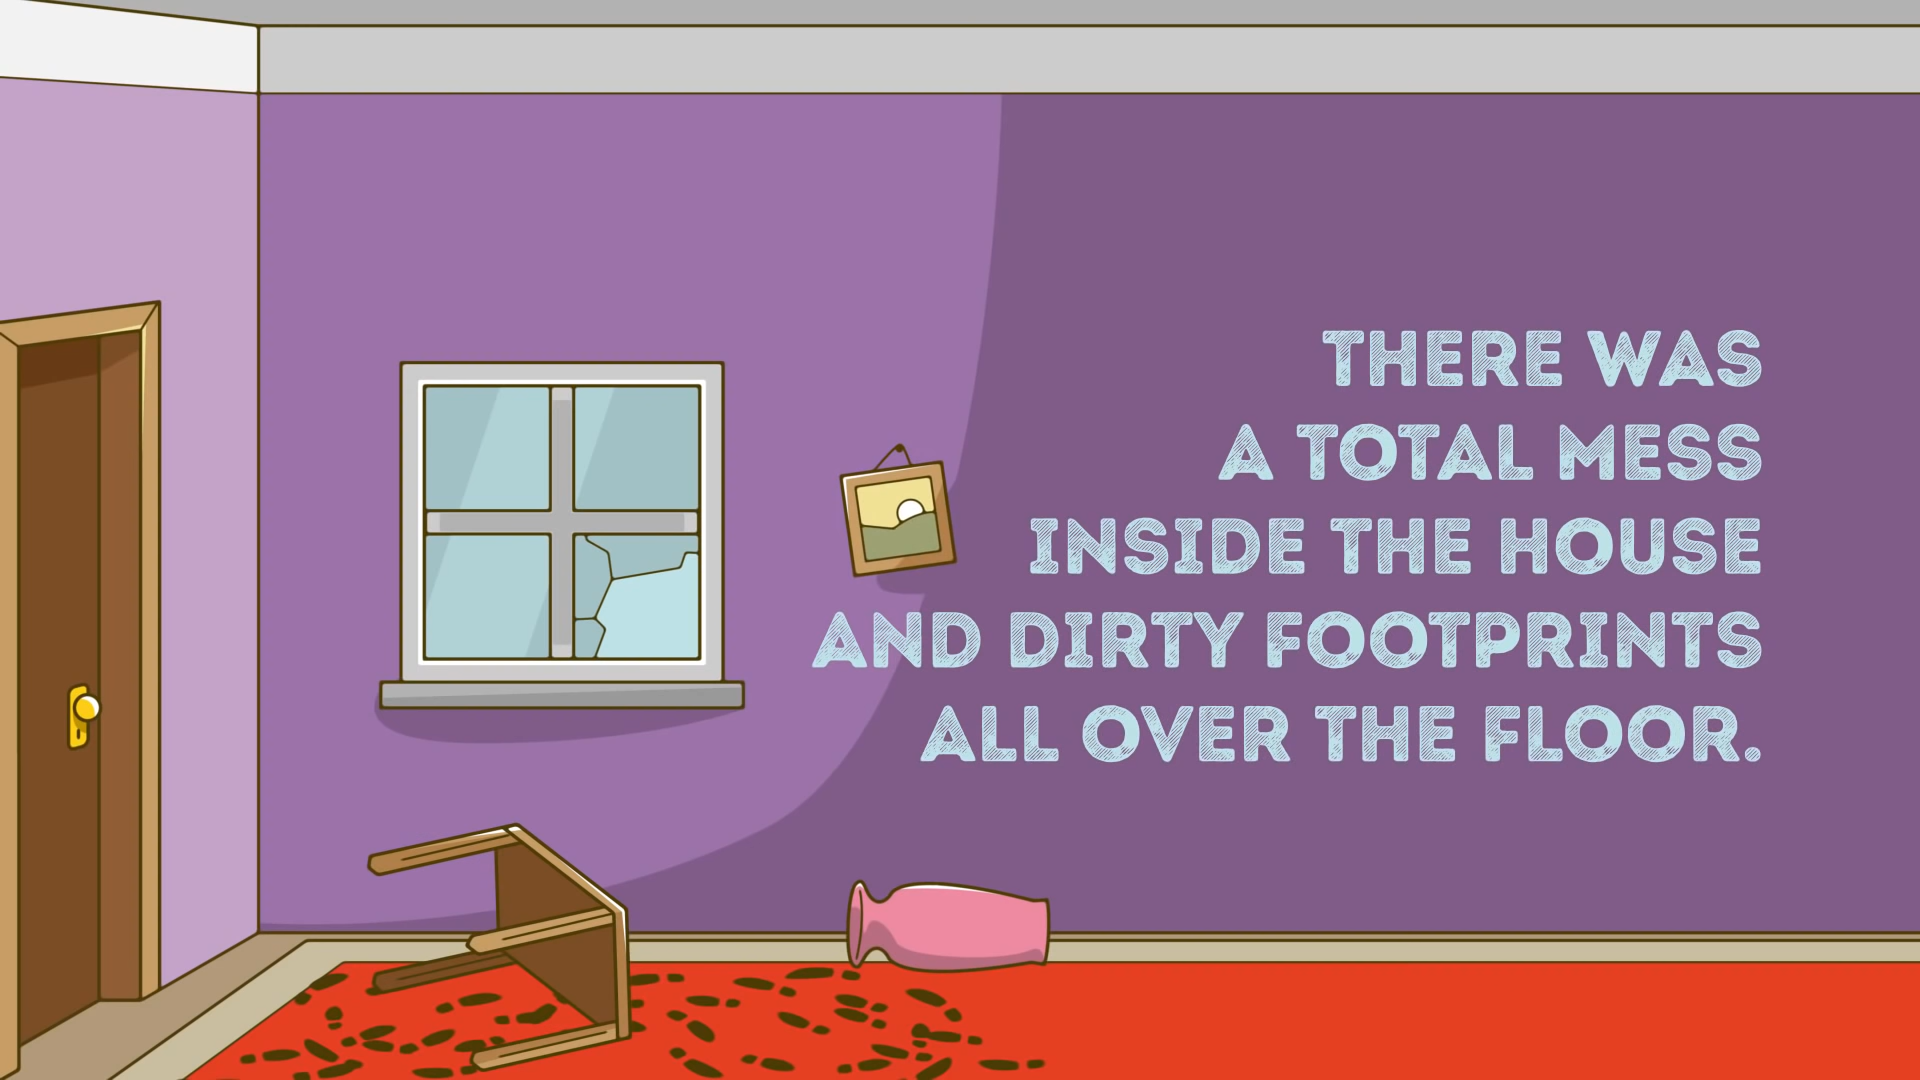 THERE WAS
A TOTAL MESS
INSIDE THE HOUSE
AND DIRTY FOOTPRINTS
ALL OVER THE FLOOR.